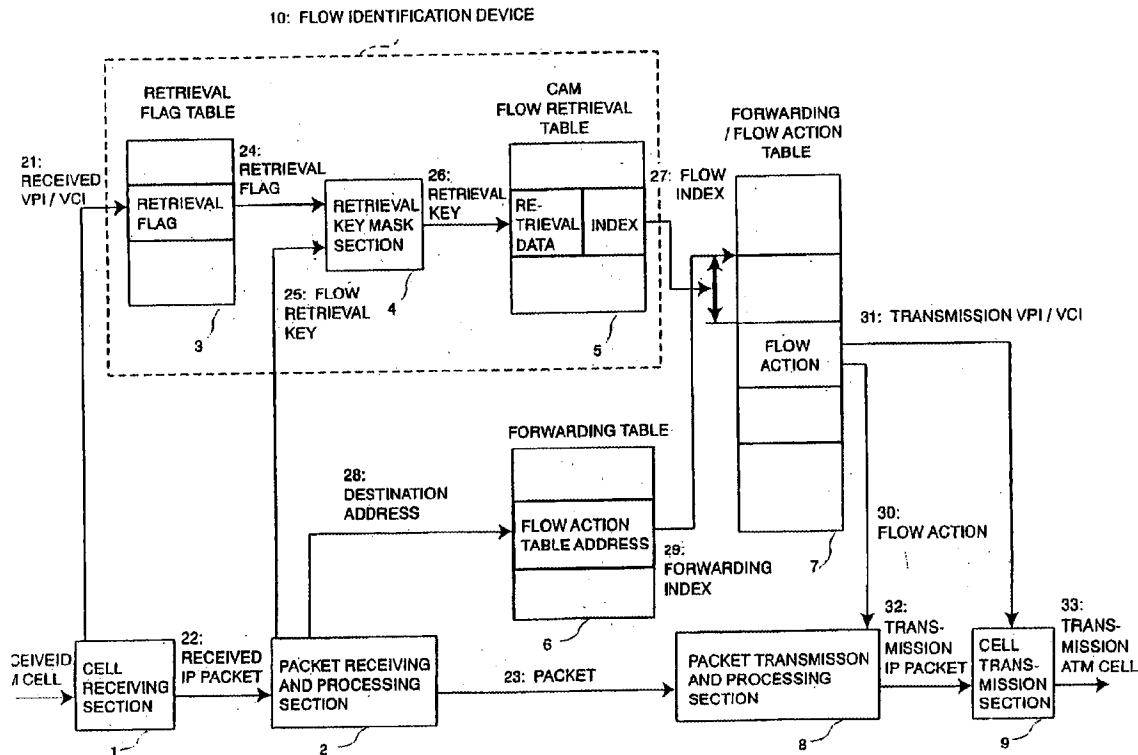 10: FLOW IDENTIFICATION DEVICE
RETRIEVAL
FLAG TABLE
CAM
FLOW RETRIEVAL
TABLE
FORWARDING
/ FLOW ACTION
TABLE
21:
RECEIVED
VPI / VCI
24:
RETRIEVAL
FLAG
26:
RETRIEVAL
KEY
27: FLOW
INDEX
RETRIEVAL
FLAG
RETRIEVAL
KEY MASK
SECTION
RE-
TRIEVAL
DATA
INDEX
25: FLOW
RETRIEVAL
KEY
3
4
5
31: TRANSMISSION VPI / VCI
FLOW
ACTION
FORWARDING TABLE
28:
DESTINATION
ADDRESS
FLOW ACTION
TABLE ADDRESS
29:
FORWARDING
INDEX
30:
FLOW ACTION
7
6
CEIVEID
M CELL
CELL
RECEIVING
SECTION
22:
RECEIVED
IP PACKET
PACKET RECEIVING
AND PROCESSING
SECTION
23: PACKET
PACKET TRANSMISSON
AND PROCESSING
SECTION
32:
TRANS-
MISSION
IP PACKET
CELL
TRANS-
MISSION
SECTION
33:
TRANS-
MISSION
ATM CELL
1
2
8
9